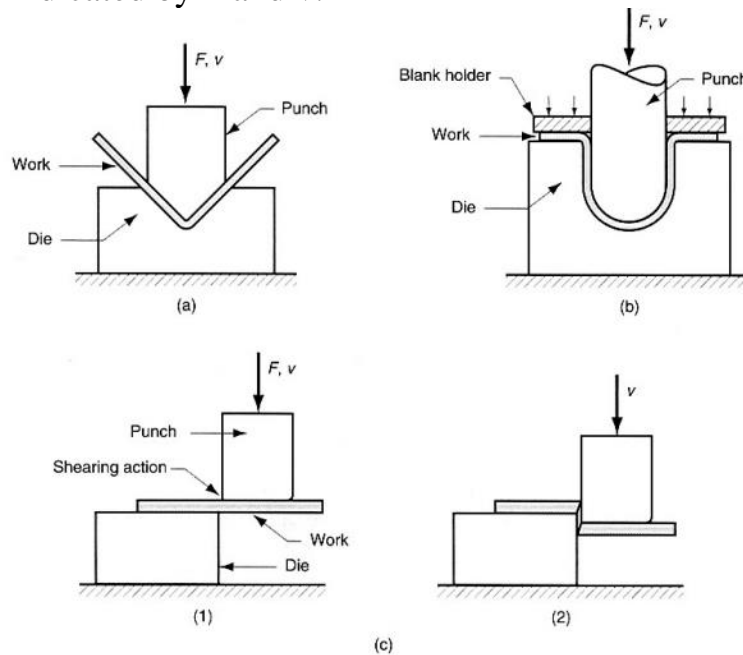 F, v
Punch
Work
Die
(a)
F, v
Blank holder
Punch
Work
Die
(b)
F, v
Punch
Shearing action
Work
Die
(1)
v
(2)
(c)